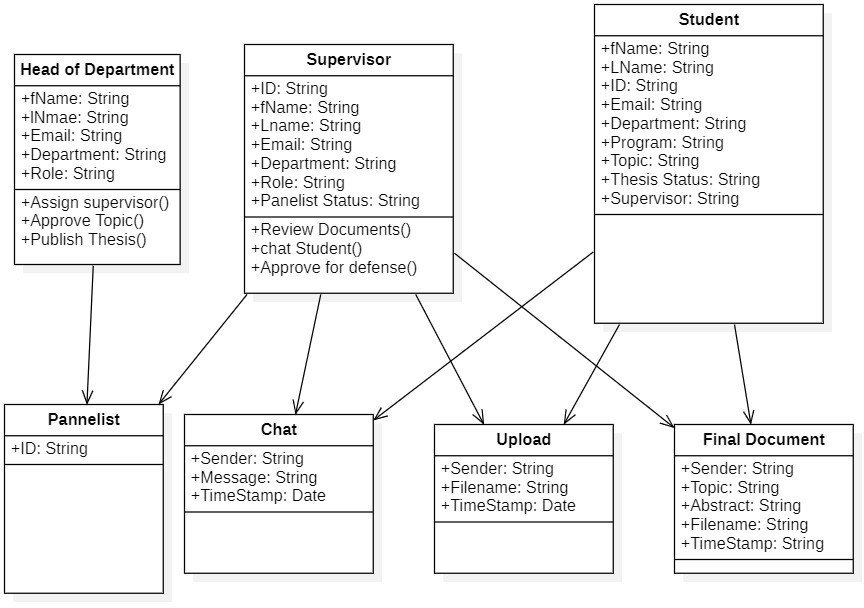 Head of Department
+fName: String
+lNmae: String
+Email: String
+Department: String
+Role: String
+Assign supervisor()
+Approve Topic()
+Publish Thesis()
Supervisor
+ID: String
+fName: String
+Lname: String
+Email: String
+Department: String
+Role: String
+Panelist Status: String
+Review Documents()
+chat Student()
+Approve for defense()
Student
+fName: String
+LName: String
+ID: String
+Email: String
+Department: String
+Program: String
+Topic: String
+Thesis Status: String
+Supervisor: String
Pannelist
+ID: String
Chat
+Sender: String
+Message: String
+TimeStamp: Date
Upload
+Sender: String
+Filename: String
+TimeStamp: Date
Final Document
+Sender: String
+Topic: String
+Abstract: String
+Filename: String
+TimeStamp: String